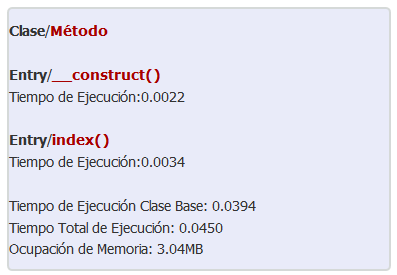 Clase/Método
Entry/__construct()
Tiempo de Ejecución:0.0022
Entry/index()
Tiempo de Ejecución:0.0034
Tiempo de Ejecución Clase Base: 0.0394
Tiempo Total de Ejecución: 0.0450
Ocupación de Memoria: 3.04MB